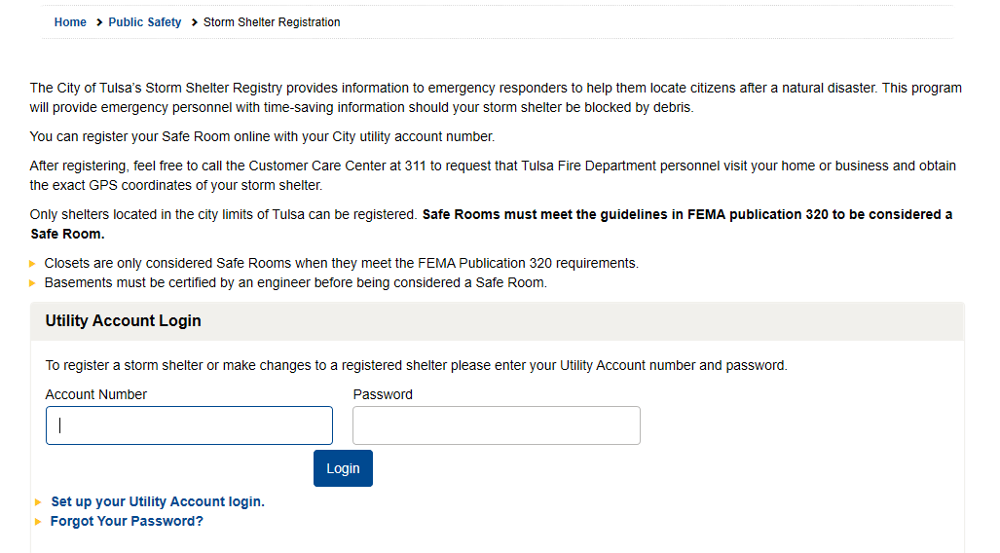 Home > Public Safety > Storm Shelter Registration
The City of Tulsa's Storm Shelter Registry provides information to emergency responders to help them locate citizens after a natural disaster. This program
will provide emergency personnel with time-saving information should your storm shelter be blocked by debris.
You can register your Safe Room online with your City utility account number.
After registering, feel free to call the Customer Care Center at 311 to request that Tulsa Fire Department personnel visit your home or business and obtain
the exact GPS coordinates of your storm shelter.
Only shelters located in the city limits of Tulsa can be registered. Safe Rooms must meet the guidelines in FEMA publication 320 to be considered a
Safe Room.
Closets are only considered Safe Rooms when they meet the FEMA Publication 320 requirements.
Basements must be certified by an engineer before being considered a Safe Room.
Utility Account Login
To register a storm shelter or make changes to a registered shelter please enter your Utility Account number and password.
Account Number Password
Login
Set up your Utility Account login.
Forgot Your Password?